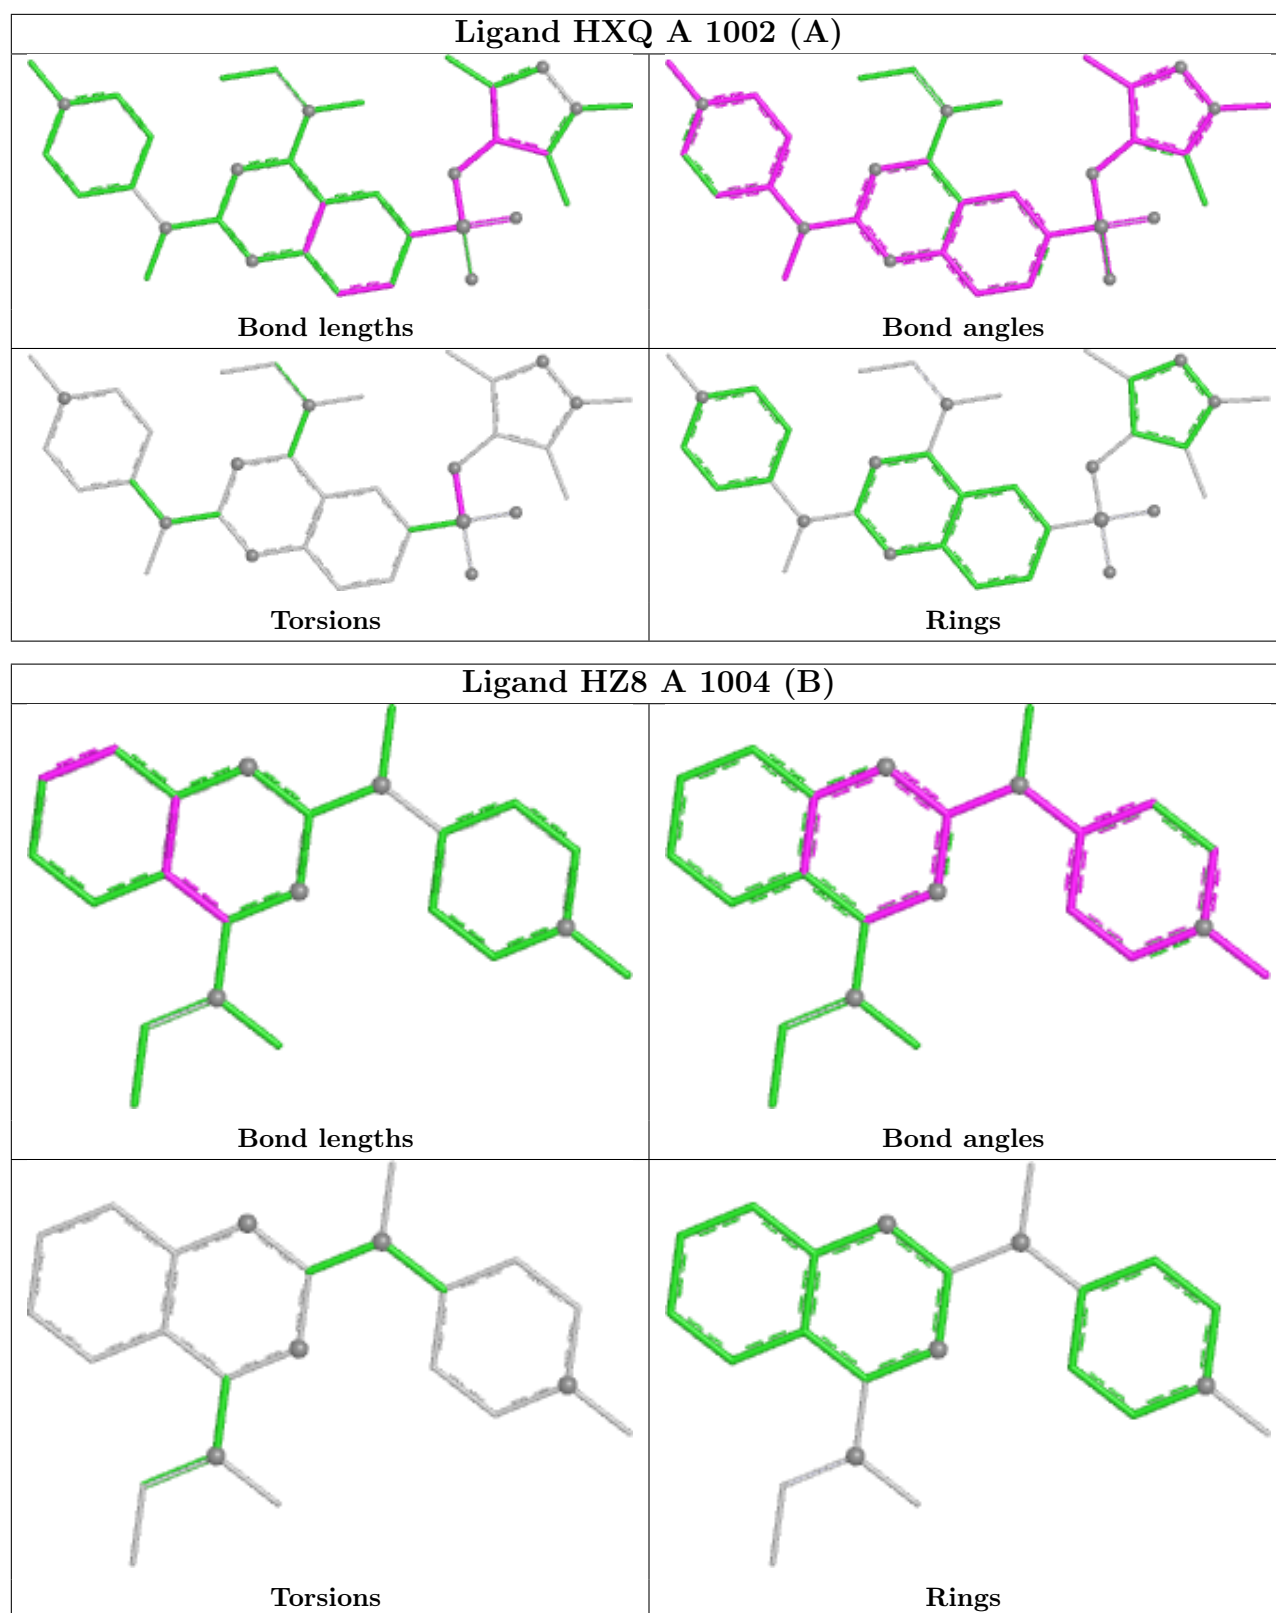 Ligand HXQ A 1002 (A)
Bond lengths
Bond angles
Torsions
Rings
Ligand HZ8 A 1004 (B)
Bond lengths
Bond angles
Torsions
Rings